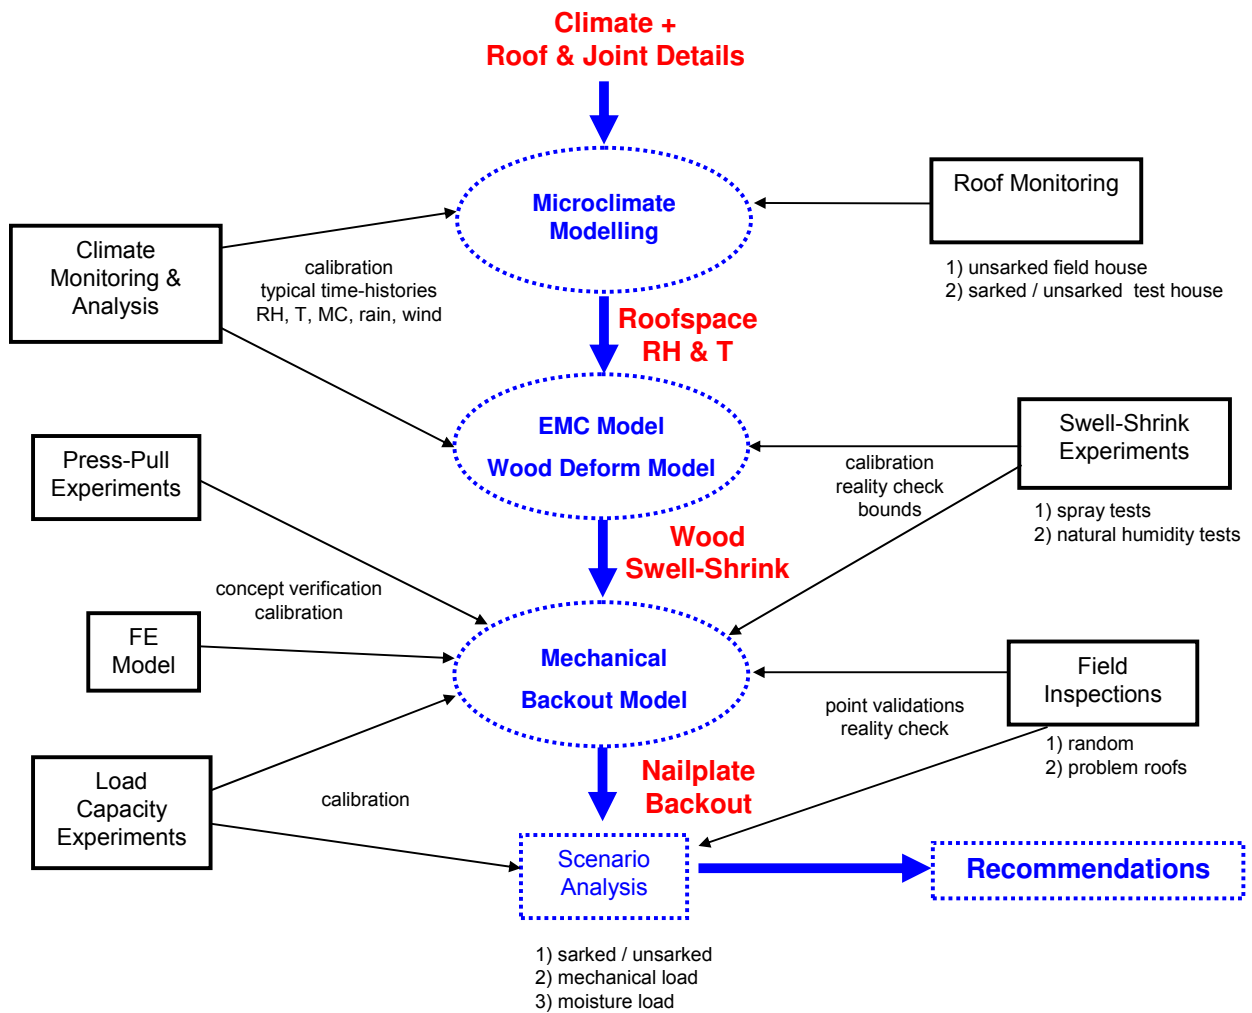 Climate +
Roof & Joint Details
Microclimate
Modelling
Roof Monitoring
1) unsarked field house
2) sarked / unsarked test house
Climate
Monitoring &
Analysis
calibration
typical time-histories
RH, T, MC, rain, wind
Roofspace
RH & T
EMC Model
Wood Deform Model
Swell-Shrink
Experiments
calibration
reality check
bounds
1) spray tests
2) natural humidity tests
Press-Pull
Experiments
Wood
Swell-Shrink
concept verification
calibration
FE
Model
Mechanical
Backout Model
Field
Inspections
point validations
reality check
1) random
2) problem roofs
Load
Capacity
Experiments
calibration
Nailplate
Backout
Scenario
Analysis
Recommendations
1) sarked / unsarked
2) mechanical load
3) moisture load